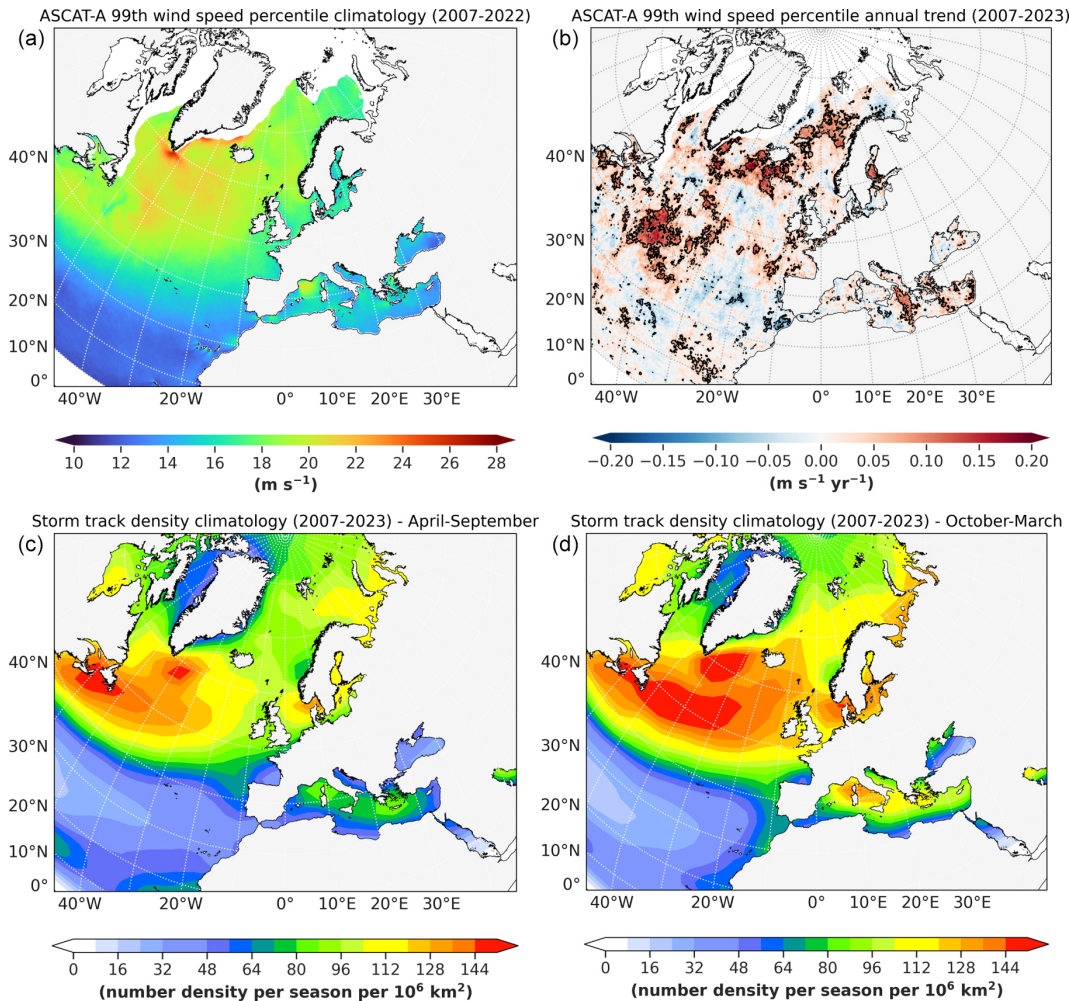 ASCAT-A 99th wind speed percentile climatology (2007-2022)
(a)
40°N
30°N
20°N
10°N
0°
40°W 20°W 0° 10°E 20°E 30°E
10 12 14 16 18 20 22 24 26 28
(m s⁻¹)
ASCAT-A 99th wind speed percentile annual trend (2007-2023)
(b)
40°N
30°N
20°N
10°N
0°
40°W 20°W 0° 10°E 20°E 30°E
−0.20 −0.15 −0.10 −0.05 0.00 0.05 0.10 0.15 0.20
(m s⁻¹ yr⁻¹)
Storm track density climatology (2007-2023) - April-September
(c)
40°N
30°N
20°N
10°N
0°
40°W 20°W 0° 10°E 20°E 30°E
0 16 32 48 64 80 96 112 128 144
(number density per season per 10⁶ km²)
Storm track density climatology (2007-2023) - October-March
(d)
40°N
30°N
20°N
10°N
0°
40°W 20°W 0° 10°E 20°E 30°E
0 16 32 48 64 80 96 112 128 144
(number density per season per 10⁶ km²)